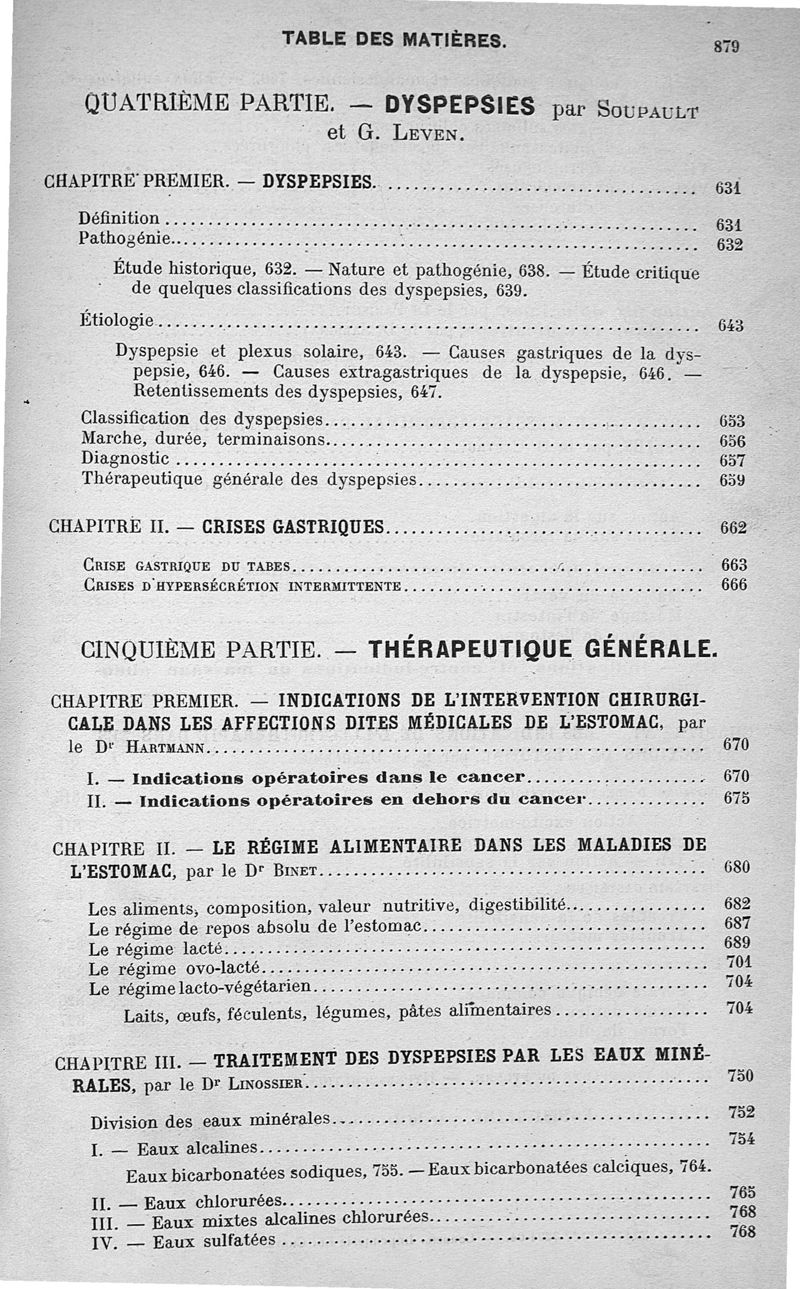 TABLE DES MATIÈRES. 879
QUATRIÈME PARTIE. — DYSPEPSIES par SOUPAULT
et G. LEVEN.
CHAPITRE PREMIER. — DYSPEPSIES. 631
Définition 631
Pathogénie 632
Étude historique, 632. — Nature et pathogénie, 638. — Étude critique
de quelques classifications des dyspepsies, 639.
Étiologie 643
Dyspepsie et plexus solaire, 643. — Causes gastriques de la dys-
pepsie, 646. — Causes extragastriques de la dyspepsie, 646. —
Retentissements des dyspepsies, 647.
Classification des dyspepsies 653
Marche, durée, terminaisons 656
Diagnostic 657
Thérapeutique générale des dyspepsies 659
CHAPITRE II. — CRISES GASTRIQUES 662
CRISE GASTRIQUE DU TABES 663
CRISES D'HYPERSÉCRÉTION INTERMITTENTE 666
CINQUIÈME PARTIE. — THÉRAPEUTIQUE GÉNÉRALE.
CHAPITRE PREMIER. — INDICATIONS DE L'INTERVENTION CHIRURGI-
CALE DANS LES AFFECTIONS DITES MÉDICALES DE L'ESTOMAC, par
le Dr HARTMANN 670
I. — Indications opératoires dans le cancer 670
II. — Indications opératoires en dehors du cancer 675
CHAPITRE II. — LE RÉGIME ALIMENTAIRE DANS LES MALADIES DE
L'ESTOMAC, par le Dr BINET 680
Les aliments, composition, valeur nutritive, digestibilité 682
Le régime de repos absolu de l'estomac 687
Le régime lacté 689
Le régime ovo-lacté 701
Le régime lacto-végétarien 704
Laits, œufs, féculents, légumes, pâtes alimentaires 704
CHAPITRE III. — TRAITEMENT DES DYSPEPSIES PAR LES EAUX MINÉ-
RALES, par le Dr LINOSSIER 750
Division des eaux minérales 752
I. — Eaux alcalines 754
Eaux bicarbonatées sodiques, 755. — Eaux bicarbonatées calciques, 764.
II. — Eaux chlorurées 765
III. — Eaux mixtes alcalines chlorurées 768
IV. — Eaux sulfatées 768